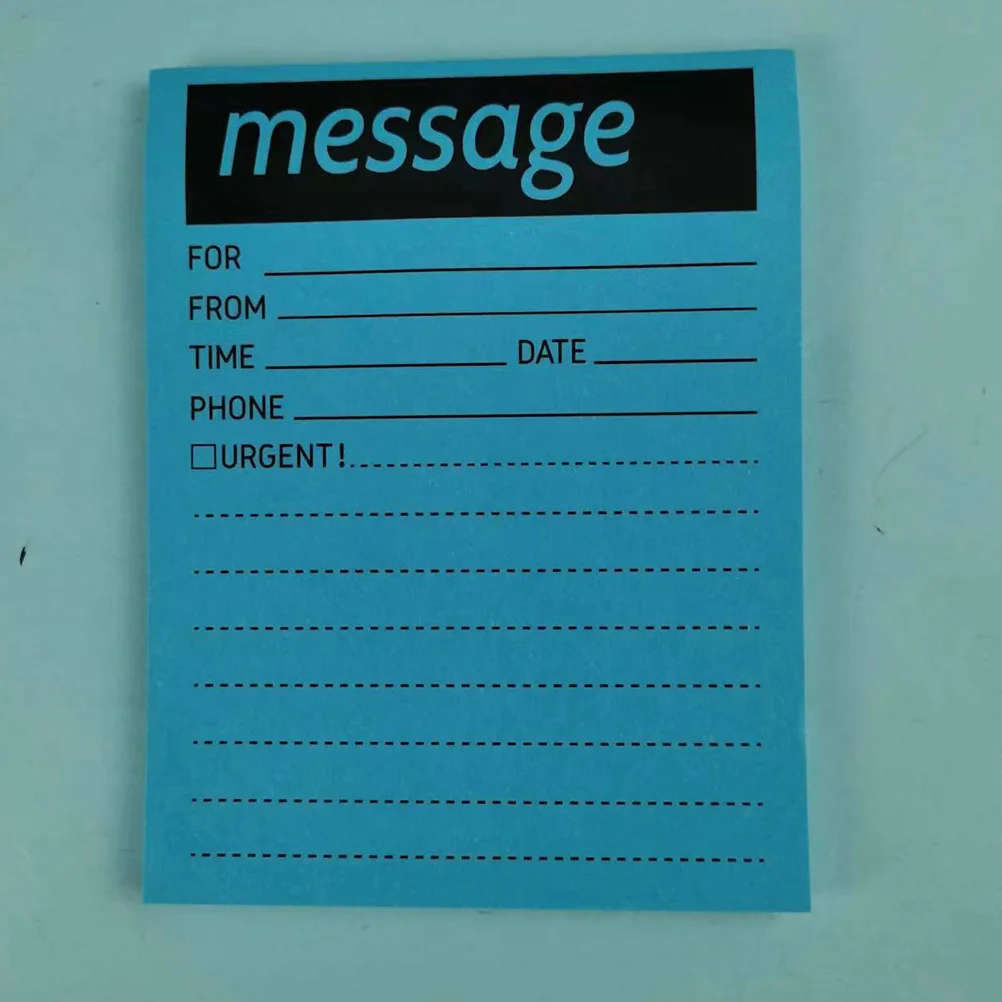 message
FOR
FROM
TIME DATE
PHONE
URGENT!